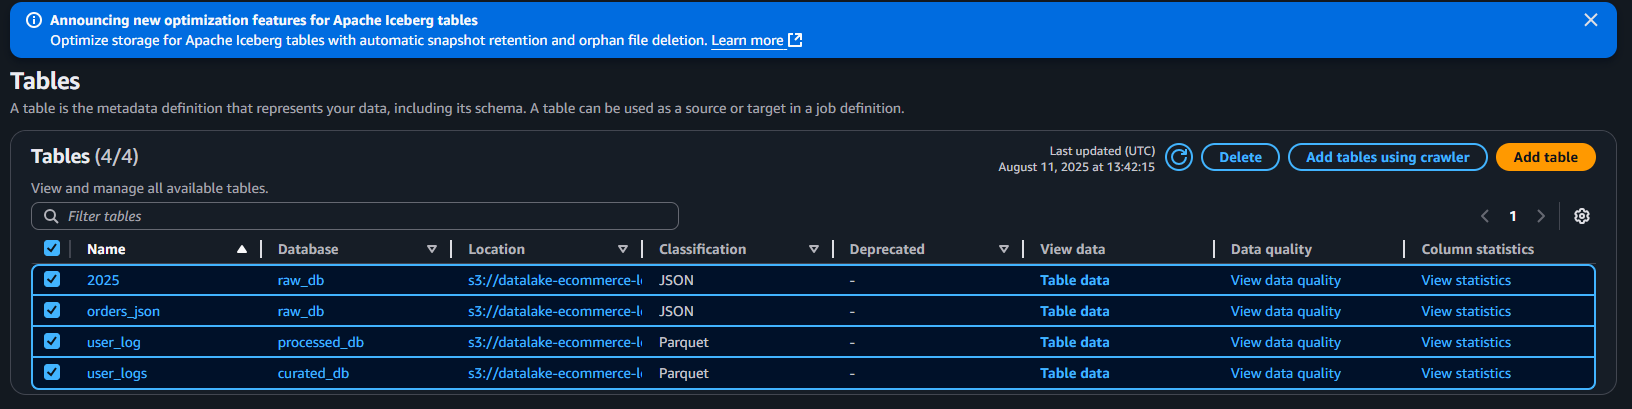 Announcing new optimization features for Apache Iceberg tables
Optimize storage for Apache Iceberg tables with automatic snapshot retention and orphan file deletion. Learn more
Tables
A table is the metadata definition that represents your data, including its schema. A table can be used as a source or target in a job definition.
Tables (4/4)
Last updated (UTC)
August 11, 2025 at 13:42:15
Delete
Add tables using crawler
Add table
View and manage all available tables.
Filter tables
1
Name Database Location Classification Deprecated View data Data quality Column statistics
2025 raw_db s3://datalake-ecommerce- JSON - Table data View data quality View statistics
orders_json raw_db s3://datalake-ecommerce- JSON - Table data View data quality View statistics
user_log processed_db s3://datalake-ecommerce- Parquet - Table data View data quality View statistics
user_logs curated_db s3://datalake-ecommerce- Parquet - Table data View data quality View statistics